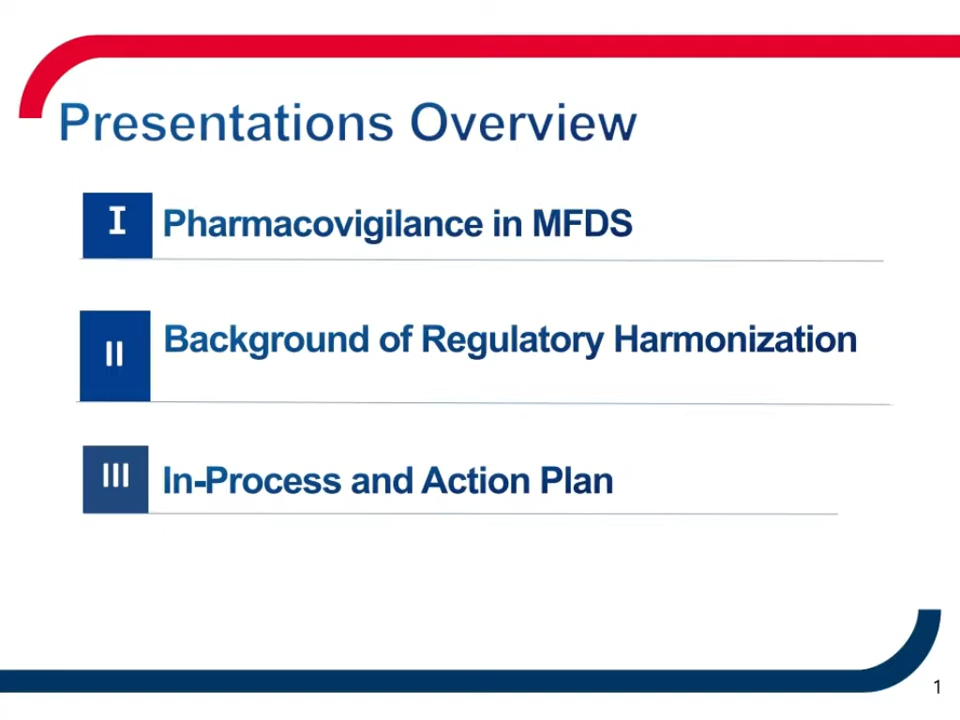 Presentations Overview
I
Pharmacovigilance in MFDS
II
Background of Regulatory Harmonization
III
In-Process and Action Plan
1